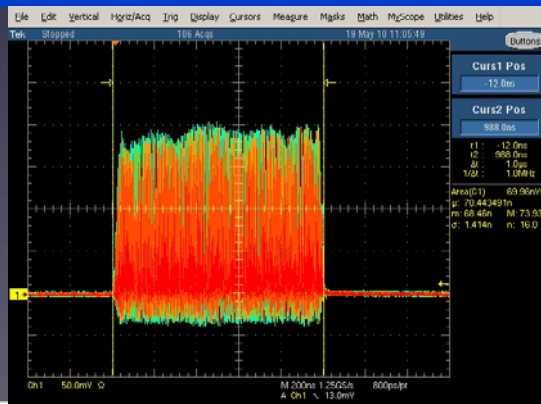 File Edit Vertical Horiz/Acq Trig Display Cursors Measure Masks Math MyScope Utilities Help
Tek Stopped 106 Acqs 19 May 10 11:05:49
Buttons
Curs1 Pos
-12.0ns
Curs2 Pos
988.0ns
t1: -12.0ns
t2: 988.0ns
Δt: 1.0µs
1/Δt: 1.0MHz
Area(C1) 69.96nV
µ: 70.443491n
m: 68.46n M: 73.93
σ: 1.414n n: 16.0
1
Ch1 50.0mV Ω M 200ns 1.25GS/s 800ps/pt
A Ch1 13.0mV